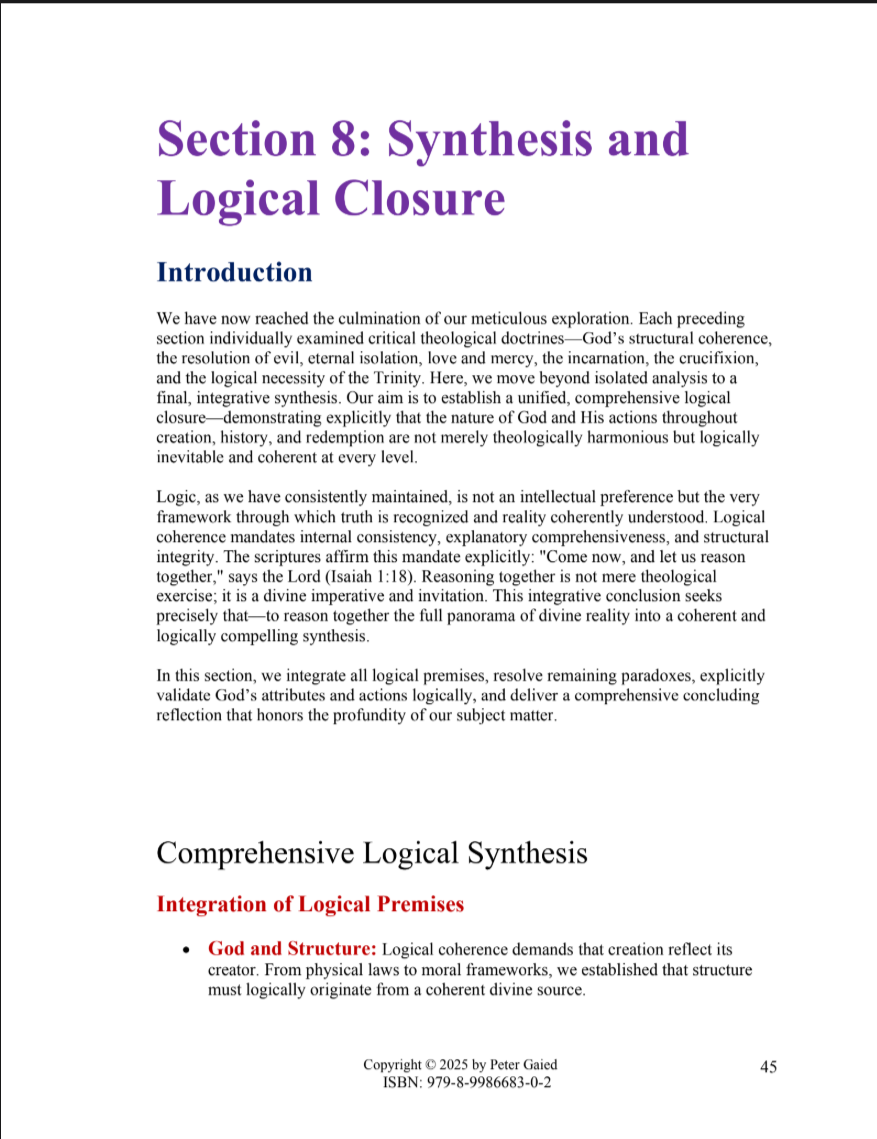 Section 8: Synthesis and
Logical Closure
Introduction
We have now reached the culmination of our meticulous exploration. Each preceding
section individually examined critical theological doctrines—God’s structural coherence,
the resolution of evil, eternal isolation, love and mercy, the incarnation, the crucifixion,
and the logical necessity of the Trinity. Here, we move beyond isolated analysis to a
final, integrative synthesis. Our aim is to establish a unified, comprehensive logical
closure—demonstrating explicitly that the nature of God and His actions throughout
creation, history, and redemption are not merely theologically harmonious but logically
inevitable and coherent at every level.
Logic, as we have consistently maintained, is not an intellectual preference but the very
framework through which truth is recognized and reality coherently understood. Logical
coherence mandates internal consistency, explanatory comprehensiveness, and structural
integrity. The scriptures affirm this mandate explicitly: "Come now, and let us reason
together," says the Lord (Isaiah 1:18). Reasoning together is not mere theological
exercise; it is a divine imperative and invitation. This integrative conclusion seeks
precisely that—to reason together the full panorama of divine reality into a coherent and
logically compelling synthesis.
In this section, we integrate all logical premises, resolve remaining paradoxes, explicitly
validate God’s attributes and actions logically, and deliver a comprehensive concluding
reflection that honors the profundity of our subject matter.
Comprehensive Logical Synthesis
Integration of Logical Premises
• God and Structure: Logical coherence demands that creation reflect its
creator. From physical laws to moral frameworks, we established that structure
must logically originate from a coherent divine source.
Copyright © 2025 by Peter Gaied
ISBN: 979-8-9986683-0-2
45